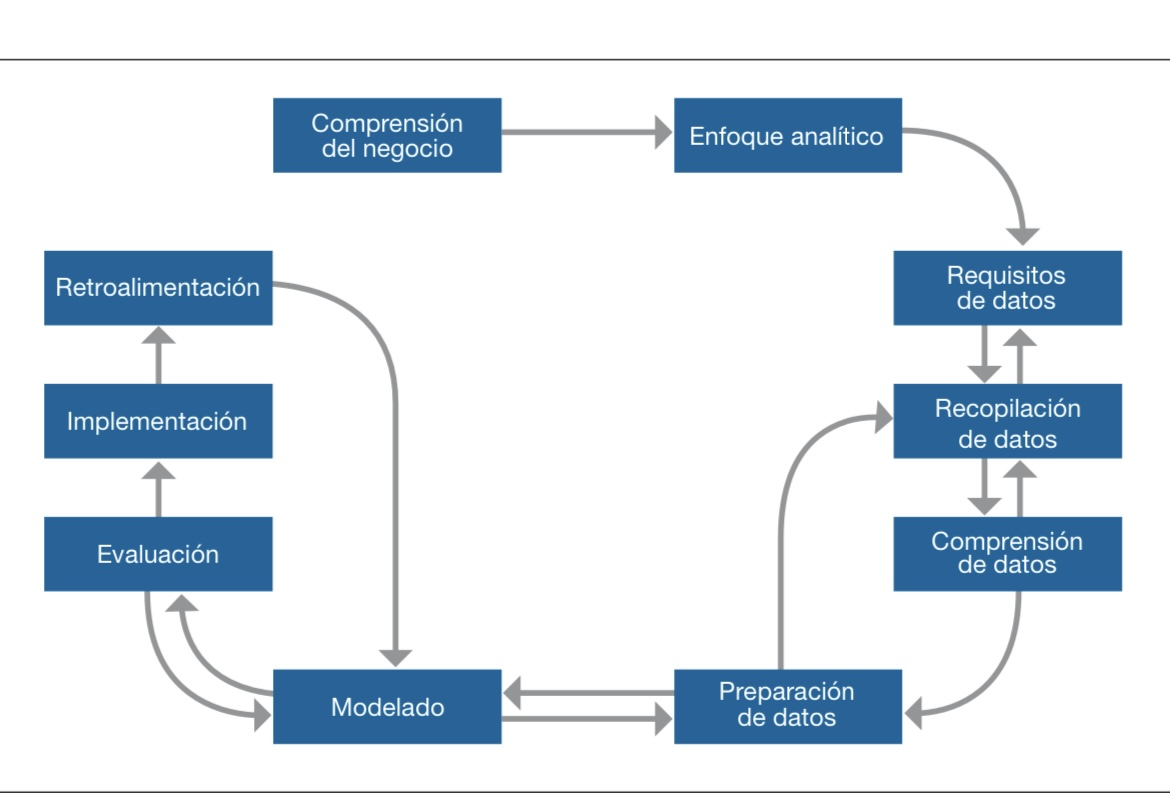 Comprensión
del negocio
Enfoque analítico
Requisitos
de datos
Recopilación
de datos
Comprensión
de datos
Preparación
de datos
Modelado
Evaluación
Implementación
Retroalimentación